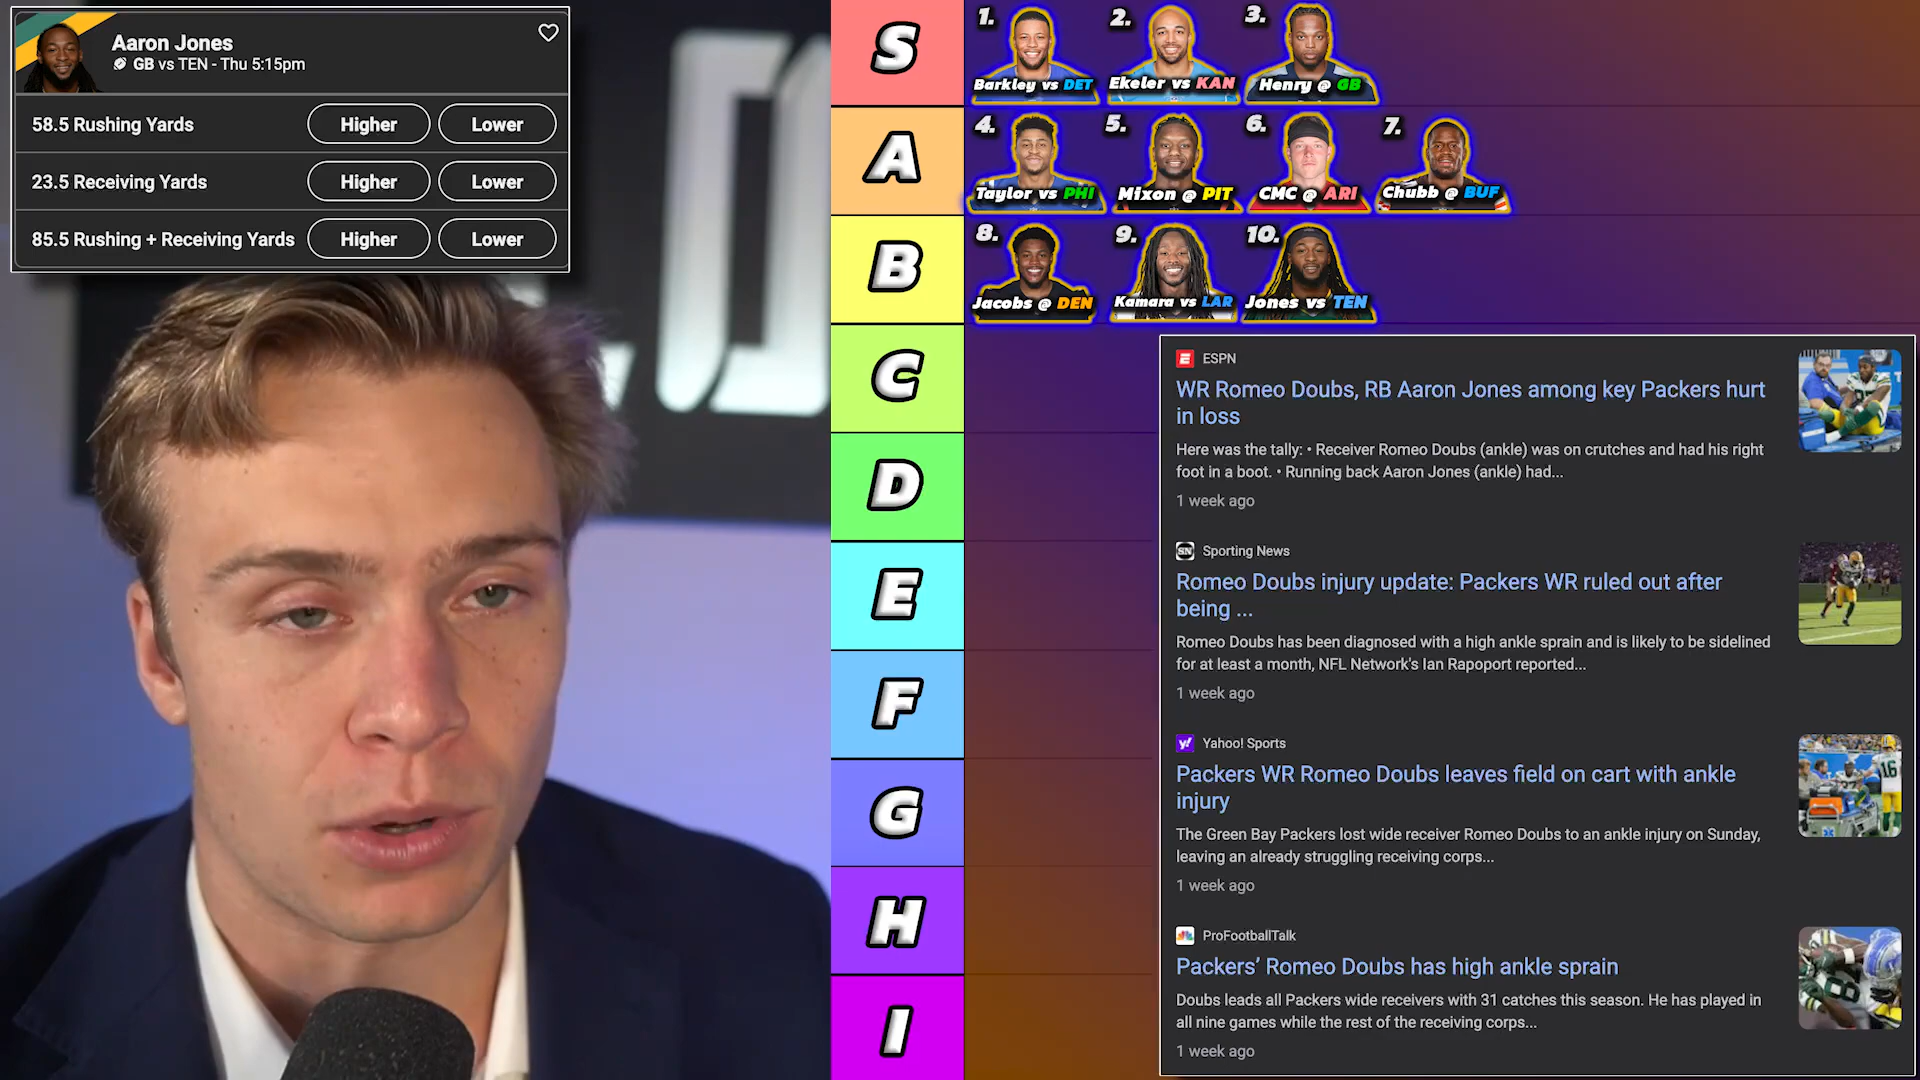 Aaron Jones
GB vs TEN - Thu 5:15pm
58.5 Rushing Yards
Higher
Lower
23.5 Receiving Yards
Higher
Lower
85.5 Rushing + Receiving Yards
Higher
Lower
S
1.
Barkley vs DET
2.
Ekeler vs KAN
3.
Henry @ GB
A
4.
Taylor vs PHI
5.
Mixon @ PIT
6.
CMC @ ARI
7.
Chubb @ BUF
B
8.
Jacobs @ DEN
9.
Kamara vs LAR
10.
Jones vs TEN
C
D
E
F
G
H
I
ESPN
WR Romeo Doubs, RB Aaron Jones among key Packers hurt
in loss
Here was the tally: • Receiver Romeo Doubs (ankle) was on crutches and had his right
foot in a boot. • Running back Aaron Jones (ankle) had...
1 week ago
SN
Sporting News
Romeo Doubs injury update: Packers WR ruled out after
being ...
Romeo Doubs has been diagnosed with a high ankle sprain and is likely to be sidelined
for at least a month, NFL Network's Ian Rapoport reported...
1 week ago
y!
Yahoo! Sports
Packers WR Romeo Doubs leaves field on cart with ankle
injury
The Green Bay Packers lost wide receiver Romeo Doubs to an ankle injury on Sunday,
leaving an already struggling receiving corps...
1 week ago
16
ProFootballTalk
Packers' Romeo Doubs has high ankle sprain
Doubs leads all Packers wide receivers with 31 catches this season. He has played in
all nine games while the rest of the receiving corps...
1 week ago